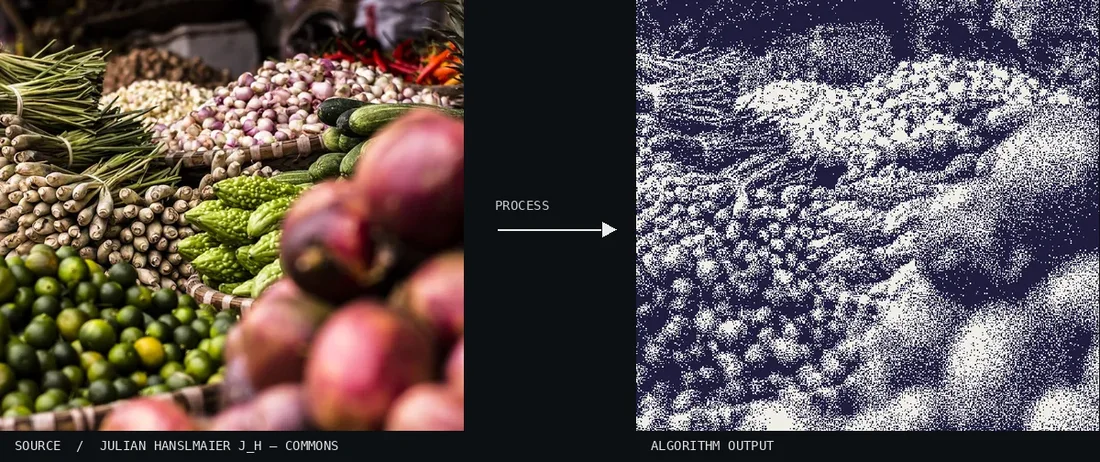 PROCESS
SOURCE  /  JULIAN HANSLMAIER J_H — COMMONS
ALGORITHM OUTPUT